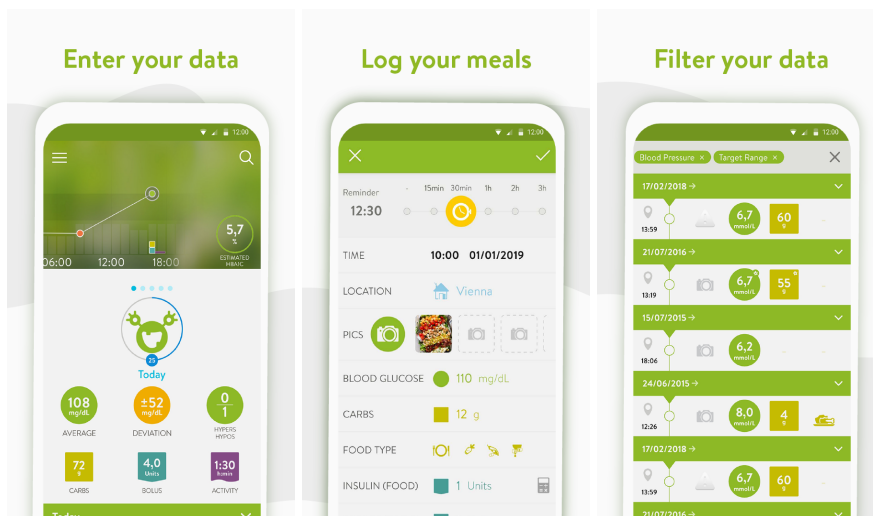 Enter your data
12:00
06:00 12:00 18:00
5,7
%
ESTIMATED
HBA1C
25
Today
108
mg/dL
AVERAGE
±52
mg/dL
DEVIATION
0
1
HYPERS
HYPOS
72
g
CARBS
4,0
Units
BOLUS
1:30
h:min
ACTIVITY
Today
Log your meals
12:00
Reminder
12:30
- 15min 30min 1h 2h 3h
TIME 10:00 01/01/2019
LOCATION Vienna
PICS
BLOOD GLUCOSE 110 mg/dL
CARBS 12 g
FOOD TYPE
INSULIN (FOOD) 1 Units
Filter your data
12:00
Blood Pressure × Target Range ×
17/02/2018
13:59
6,7
mmol/L
60
g
21/07/2016
13:19
6,7
mmol/L
55
g
15/07/2015
18:06
6,2
mmol/L
24/06/2015
12:26
8,0
mmol/L
4
g
17/02/2018
13:59
6,7
mmol/L
60
g
21/07/2016